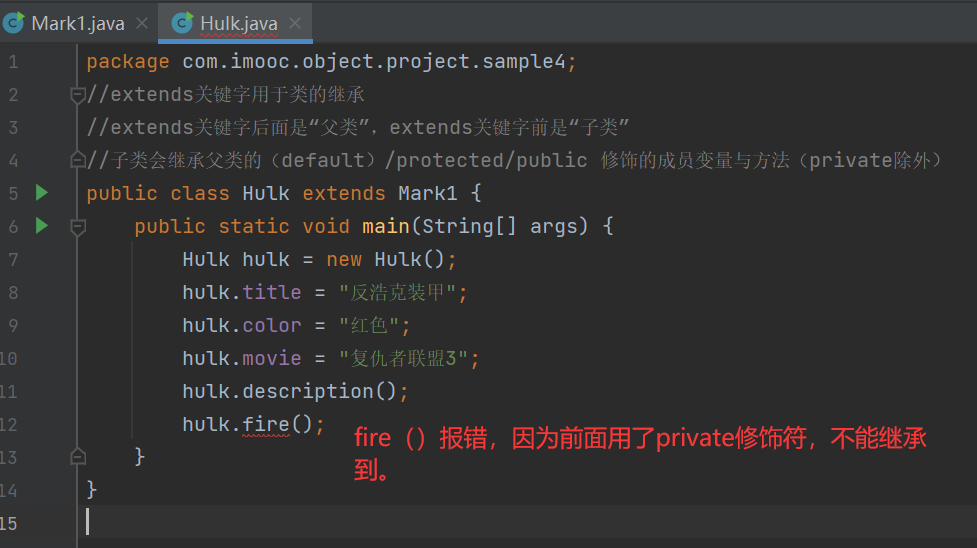 Mark1.java × Hulk.java ×
1 package com.imooc.object.project.sample4;
2 //extends关键字用于类的继承
3 //extends关键字后面是“父类”，extends关键字前是“子类”
4 //子类会继承父类的（default）/protected/public 修饰的成员变量与方法（private除外）
5 public class Hulk extends Mark1 {
6 public static void main(String[] args) {
7 Hulk hulk = new Hulk();
8 hulk.title = "反浩克装甲";
9 hulk.color = "红色";
10 hulk.movie = "复仇者联盟3";
11 hulk.description();
12 hulk.fire();
fire（）报错，因为前面用了private修饰符，不能继承
13 }
到。
14 }
15